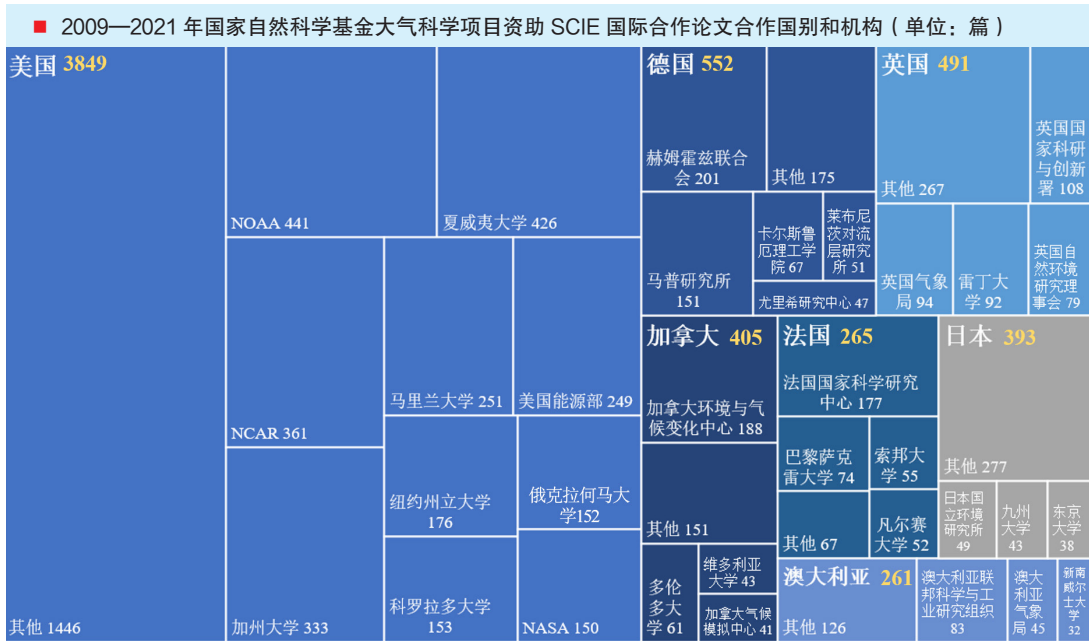 2009—2021 年国家自然科学基金大气科学项目资助 SCIE 国际合作论文合作国别和机构（单位：篇）
美国 3849
其他 1446
NOAA 441
夏威夷大学 426
NCAR 361
马里兰大学 251
美国能源部 249
加州大学 333
纽约州立大学
176
俄克拉何马大
学152
科罗拉多大学
153
NASA 150
德国 552
赫姆霍兹联合
会 201
其他 175
马普研究所
151
卡尔斯鲁
厄理工学
院 67
莱布尼
茨对流
层研究
所 51
尤里希研究中心 47
英国 491
其他 267
英国国
家科研
与创新
署 108
英国气象
局 94
雷丁大
学 92
英国自
然环境
研究理
事会 79
加拿大 405
加拿大环境与气
候变化中心 188
其他 151
多伦
多大
学 61
维多利亚
大学 43
加拿大气候
模拟中心 41
法国 265
法国国家科学研究
中心 177
巴黎萨克
雷大学 74
索邦大
学 55
其他 67
凡尔赛
大学 52
日本 393
其他 277
日本国
立环境
研究所
49
九州
大学
43
东京
大学
38
澳大利亚 261
其他 126
澳大利亚联
邦科学与工
业研究组织
83
澳大
利亚
气象
局 45
新南
威尔
士大
学
32